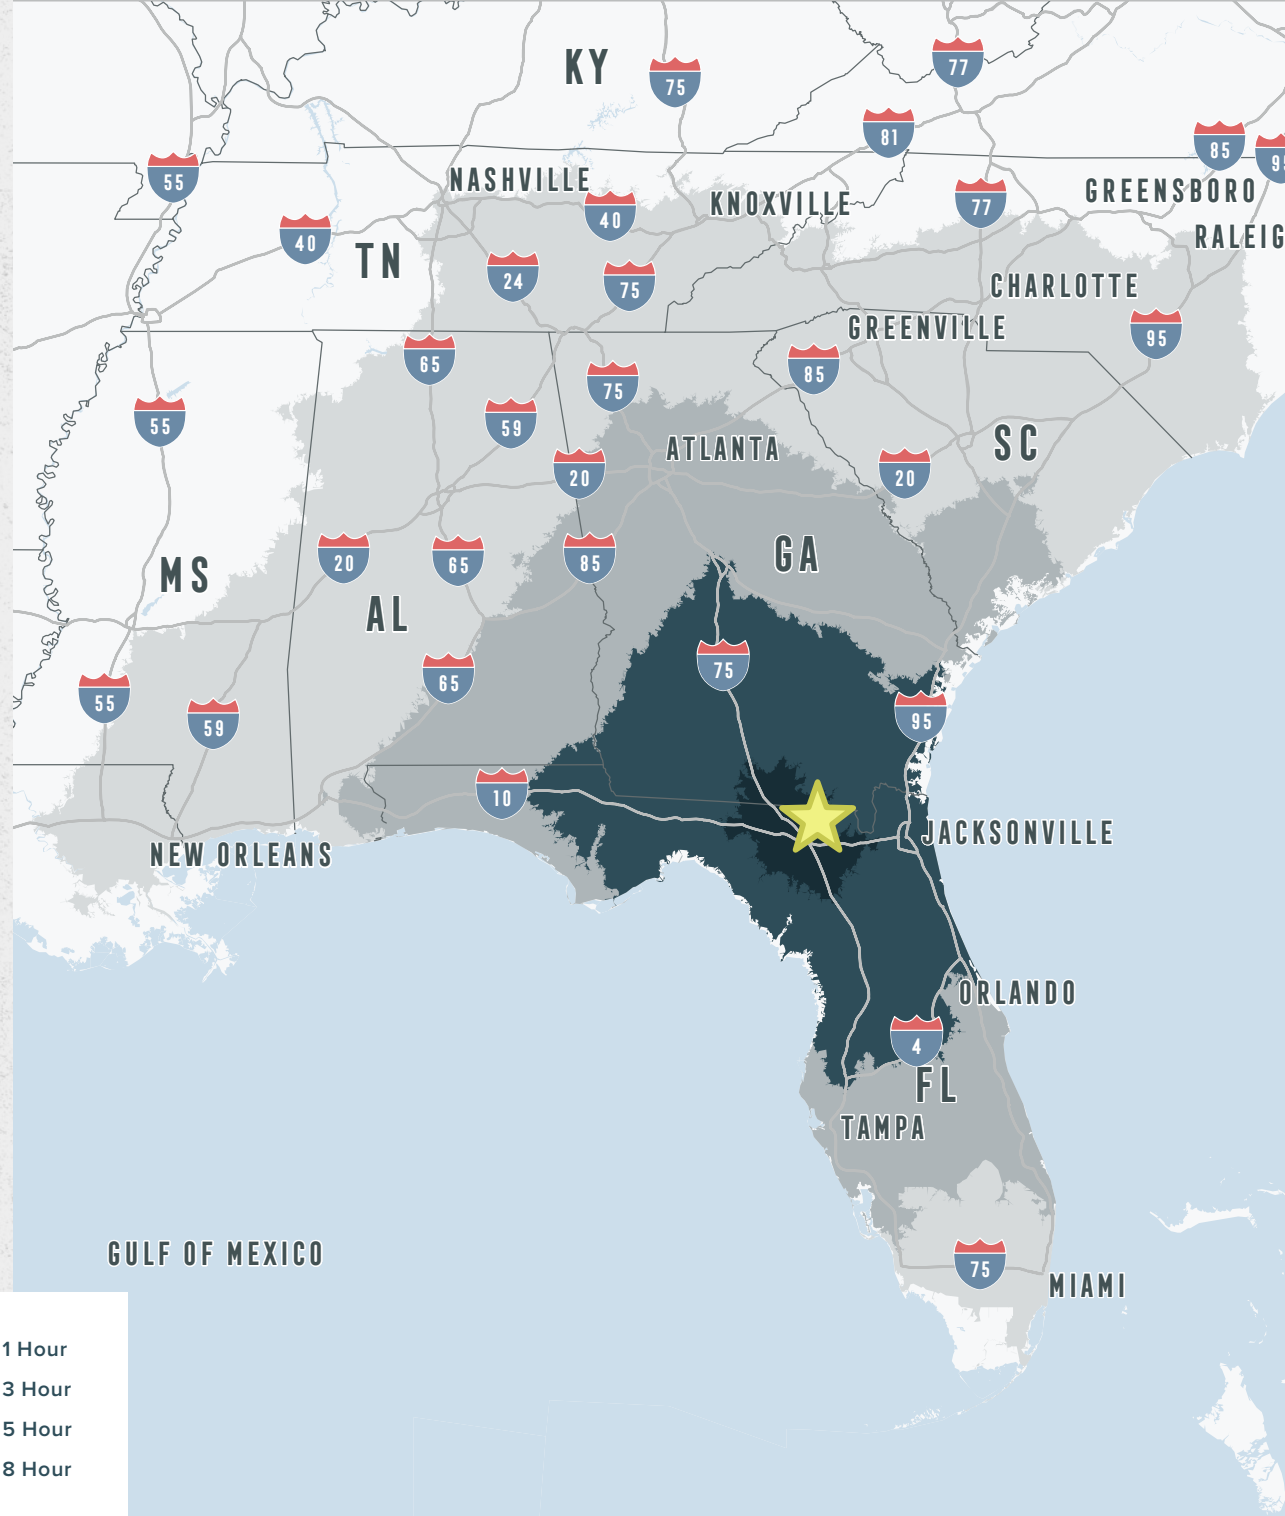 KY
75
77
81
85
95
55
NASHVILLE
KNOXVILLE
77
GREENSBORO
40
40
TN
RALEIG
24
75
CHARLOTTE
GREENVILLE
95
65
85
75
55
59
ATLANTA
SC
20
20
GA
20
65
85
MS
AL
75
65
55
59
95
10
JACKSONVILLE
NEW ORLEANS
ORLANDO
4
FL
TAMPA
GULF OF MEXICO
75
MIAMI
1 Hour
3 Hour
5 Hour
8 Hour